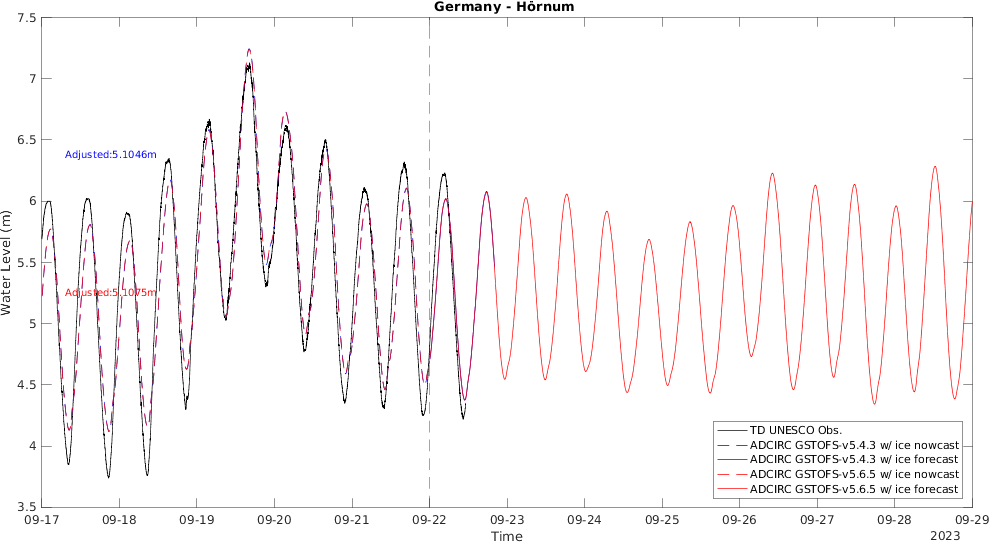 Germany - Hörnum
Water Level (m)
7.5
7
6.5
6
5.5
5
4.5
4
3.5
Adjusted:5.1046m
Adjusted:5.1075m
TD UNESCO Obs.
ADCIRC GSTOFS-v5.4.3 w/ ice nowcast
ADCIRC GSTOFS-v5.4.3 w/ ice forecast
ADCIRC GSTOFS-v5.6.5 w/ ice nowcast
ADCIRC GSTOFS-v5.6.5 w/ ice forecast
09-17 09-18 09-19 09-20 09-21 09-22 09-23 09-24 09-25 09-26 09-27 09-28 09-29
Time
2023